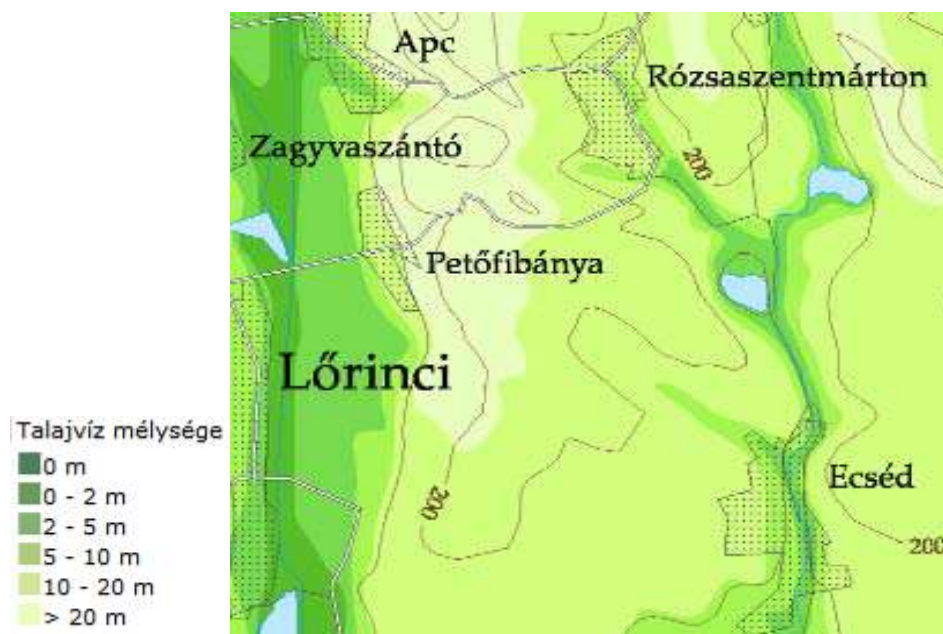 Apc
Rózsaszentmárton
Zagyvaszántó
200
Petőfibánya
Lőrinci
Talajvíz mélysége
0 m
0 - 2 m
2 - 5 m
5 - 10 m
10 - 20 m
> 20 m
Ecséd
200
200